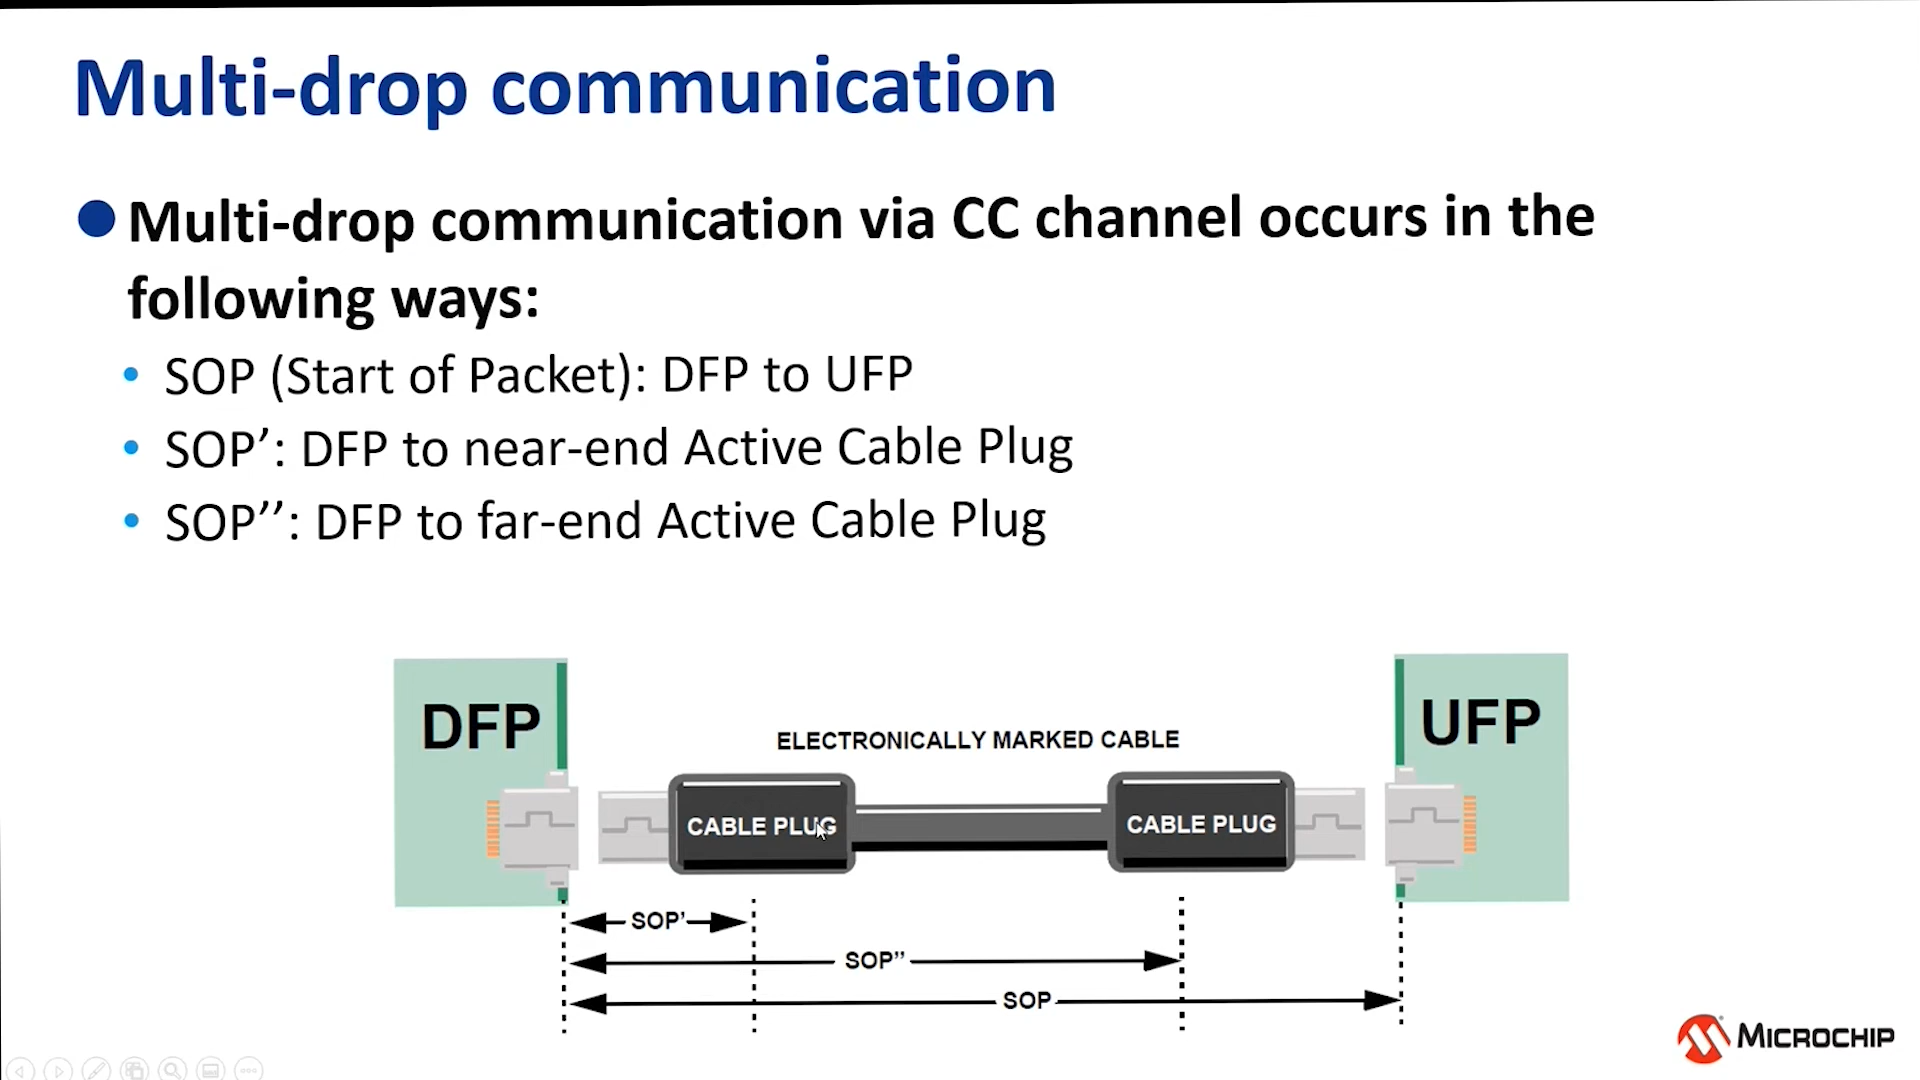 Multi-drop communication
Multi-drop communication via CC channel occurs in the
following ways:
• SOP (Start of Packet): DFP to UFP
• SOP’: DFP to near-end Active Cable Plug
• SOP’’: DFP to far-end Active Cable Plug
DFP
UFP
ELECTRONICALLY MARKED CABLE
CABLE PLUG
CABLE PLUG
SOP’
SOP”
SOP
MICROCHIP